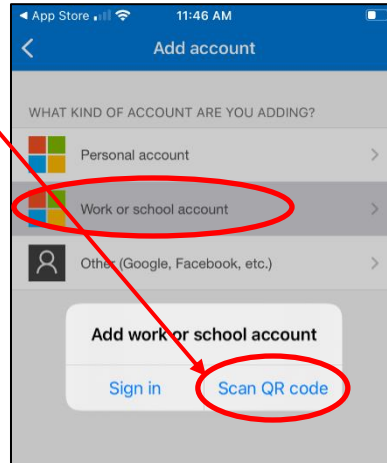 ◄ App Store 11:46 AM
Add account
WHAT KIND OF ACCOUNT ARE YOU ADDING?
Personal account
Work or school account
Other (Google, Facebook, etc.)
Add work or school account
Sign in Scan QR code